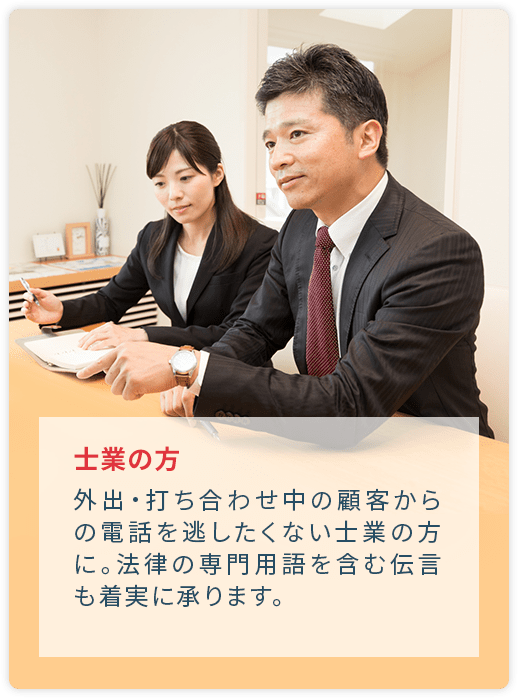 士業の方
外出・打ち合わせ中の顧客から
の電話を逃したくない士業の方
に。法律の専門用語を含む伝言
も着実に承ります。